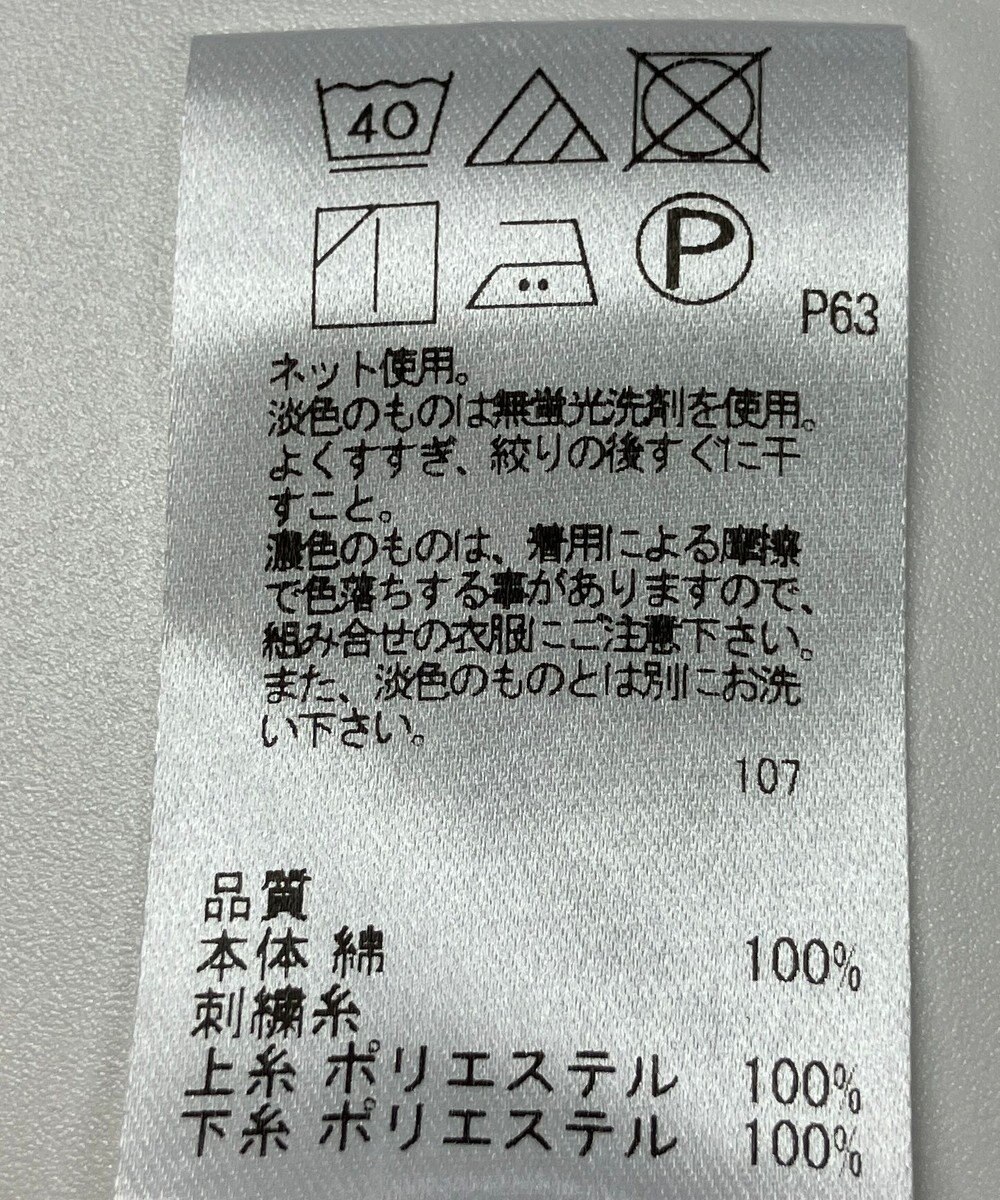 40
P
P63
ネット使用。
淡色のものは無蛍光洗剤を使用。
よくすすぎ、絞りの後すぐに干
すこと。
濃色のものは、着用による摩擦
で色落ちする事がありますので、
組み合せの衣服にご注意下さい。
また、淡色のものとは別にお洗
い下さい。
107
品質
本体 綿 100%
刺繍糸
上糸 ポリエステル 100%
下糸 ポリエステル 100%